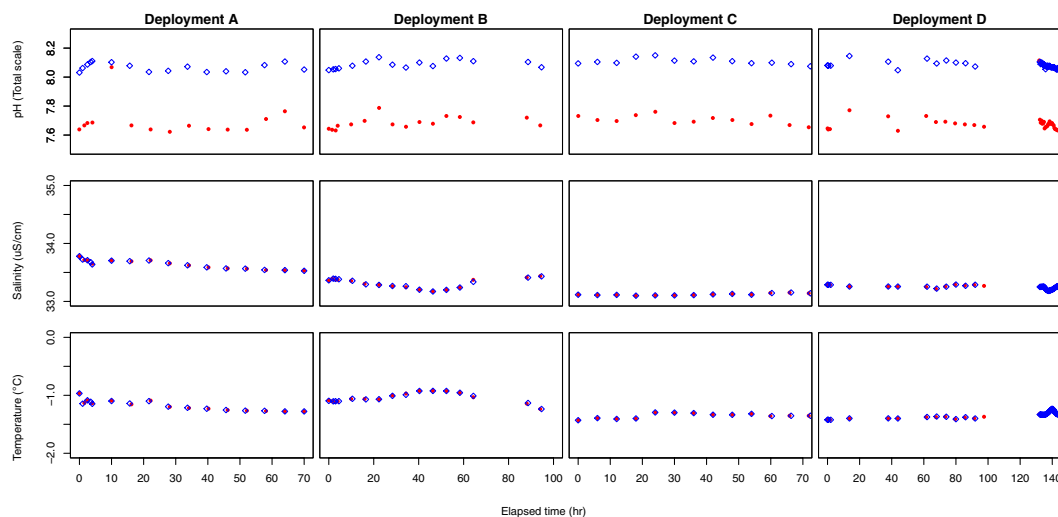 Deployment A Deployment B Deployment C Deployment D
pH (Total scale)
8.2
8.0
7.8
7.6
Salinity (uS/cm)
35.0
34.0
33.0
Temperature (°C)
0.0
-1.0
-2.0
0 10 20 30 40 50 60 70 0 20 40 60 80 100 0 10 20 30 40 50 60 70 0 20 40 60 80 100 140
Elapsed time (hr)